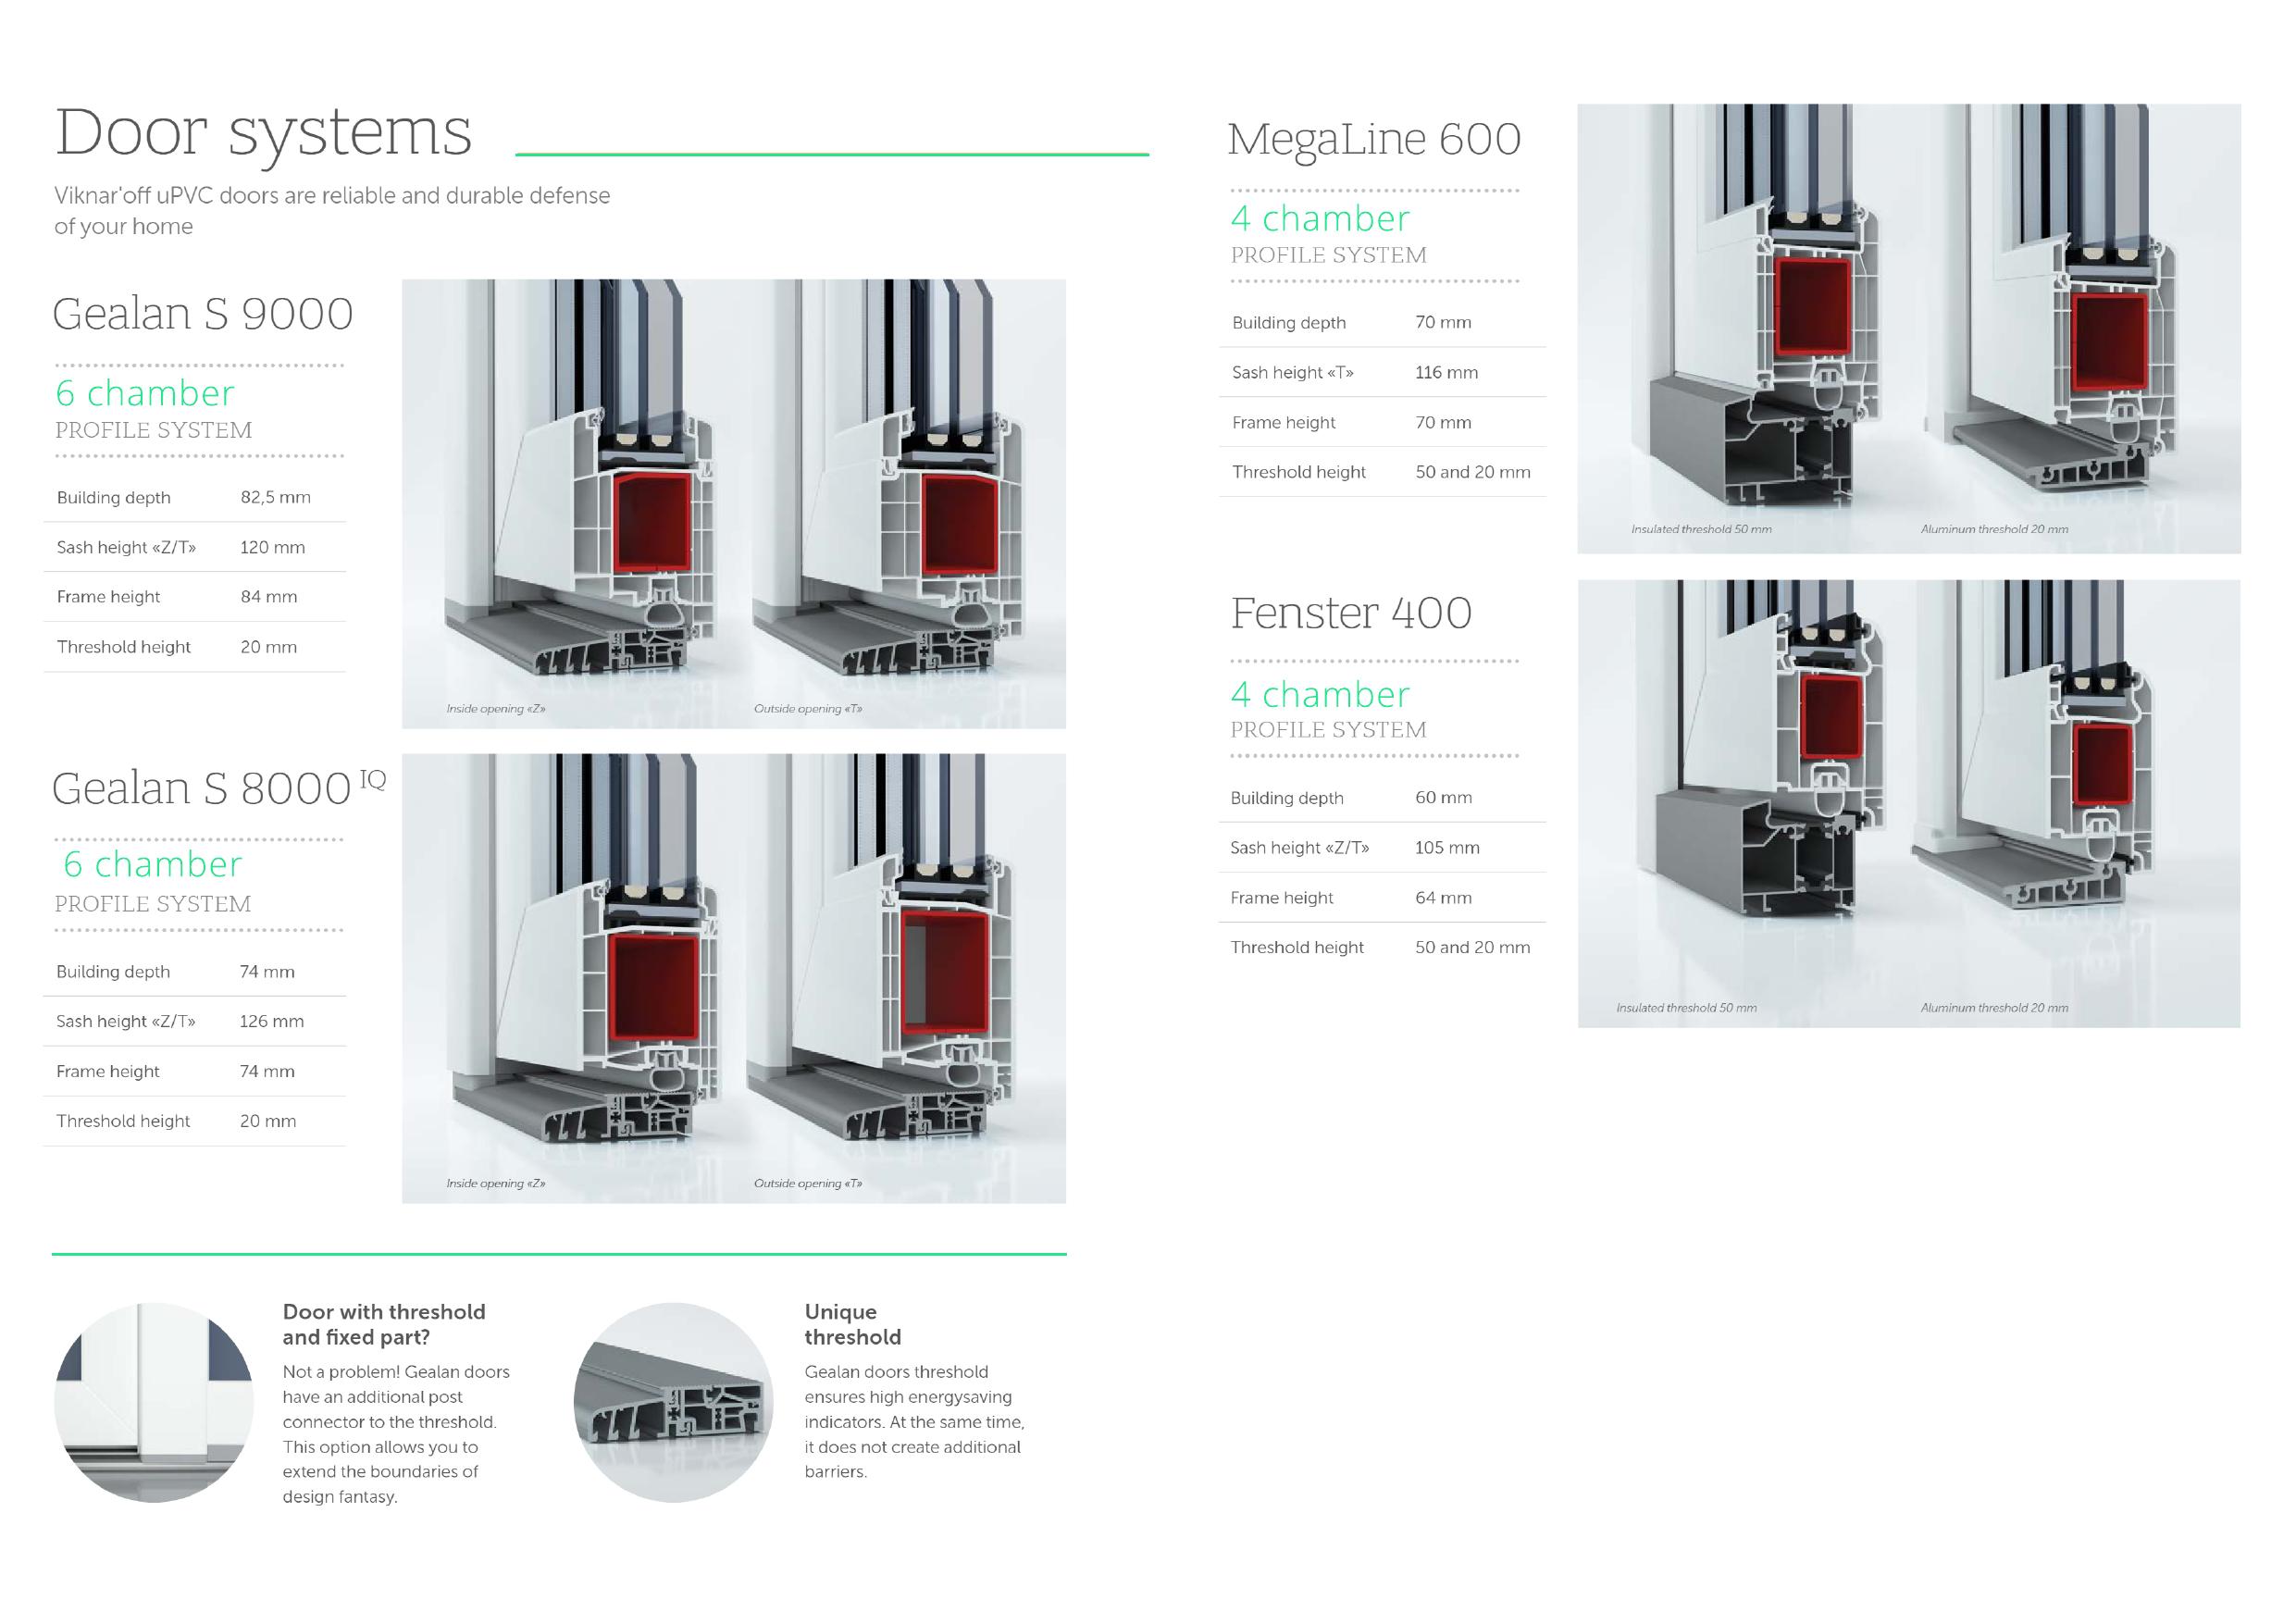 Door systems
Viknar'off uPVC doors are reliable and durable defense
of your home
Gealan S 9000
6 chamber
PROFILE SYSTEM
Building depth 82,5 mm
Sash height «Z/T» 120 mm
Frame height 84 mm
Threshold height 20 mm
Inside opening «Z» Outside opening «T»
Gealan S 8000 IQ
6 chamber
PROFILE SYSTEM
Building depth 74 mm
Sash height «Z/T» 126 mm
Frame height 74 mm
Threshold height 20 mm
Inside opening «Z» Outside opening «T»
Door with threshold
and fixed part?
Not a problem! Gealan doors
have an additional post
connector to the threshold.
This option allows you to
extend the boundaries of
design fantasy.
Unique
threshold
Gealan doors threshold
ensures high energysaving
indicators. At the same time,
it does not create additional
barriers.
MegaLine 600
4 chamber
PROFILE SYSTEM
Building depth 70 mm
Sash height «T» 116 mm
Frame height 70 mm
Threshold height 50 and 20 mm
Insulated threshold 50 mm Aluminum threshold 20 mm
Fenster 400
4 chamber
PROFILE SYSTEM
Building depth 60 mm
Sash height «Z/T» 105 mm
Frame height 64 mm
Threshold height 50 and 20 mm
Insulated threshold 50 mm Aluminum threshold 20 mm